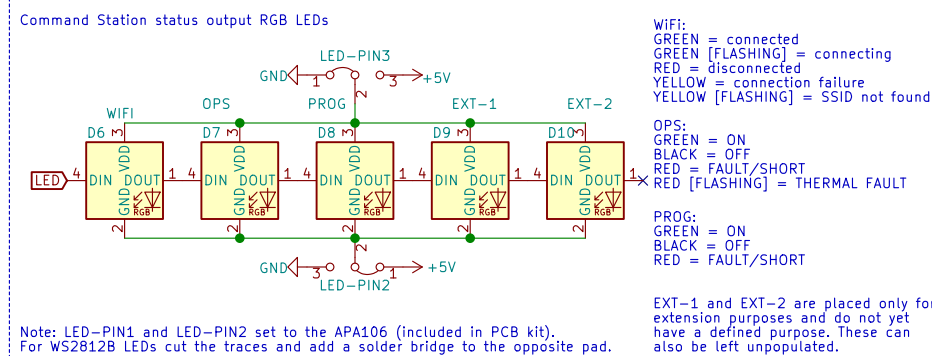 Command Station status output RGB LEDs
LED-PIN3
GND 1 3 +5V
2
WIFI OPS PROG EXT-1 EXT-2
D6 3 D7 3 D8 3 D9 3 D10 3
VDD VDD VDD VDD VDD
LED 4 DIN DOUT 1 4 DIN DOUT 1 4 DIN DOUT 1 4 DIN DOUT 1 4 DIN DOUT 1
GND GND GND GND GND
RGB RGB RGB RGB RGB
2 2 2 2 2
2
GND 3 1 +5V
LED-PIN2
Note: LED-PIN1 and LED-PIN2 set to the APA106 (included in PCB kit).
For WS2812B LEDs cut the traces and add a solder bridge to the opposite pad.
WiFi:
GREEN = connected
GREEN [FLASHING] = connecting
RED = disconnected
YELLOW = connection failure
YELLOW [FLASHING] = SSID not found
OPS:
GREEN = ON
BLACK = OFF
RED = FAULT/SHORT
RED [FLASHING] = THERMAL FAULT
PROG:
GREEN = ON
BLACK = OFF
RED = FAULT/SHORT
EXT-1 and EXT-2 are placed only for
extension purposes and do not yet
have a defined purpose. These can
also be left unpopulated.